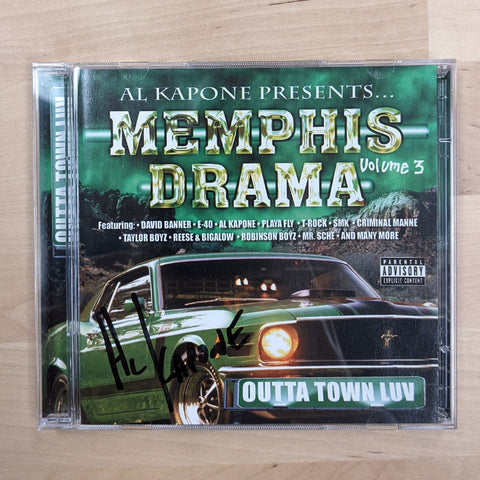 AL KAPONE PRESENTS...
MEMPHIS
DRAMA
Volume 3
Featuring: • DAVID BANNER • E-40 • AL KAPONE • PLAYA FLY • T-ROCK • SMK • CRIMINAL MANNE
• TAYLOR BOYZ • REESE & BIGALOW • ROBINSON BOYZ • MR. SCHE • AND MANY MORE
PARENTAL
ADVISORY
EXPLICIT CONTENT
AL KAPONE
OUTTA TOWN LUV
OUTTA TOWN LUV